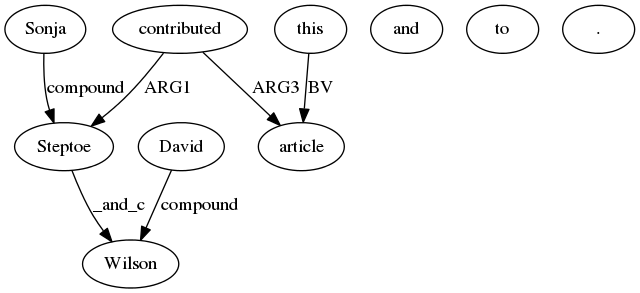 Sonja contributed this and to .
compound ARG1 ARG3 BV
Steptoe David article
_and_c compound
Wilson